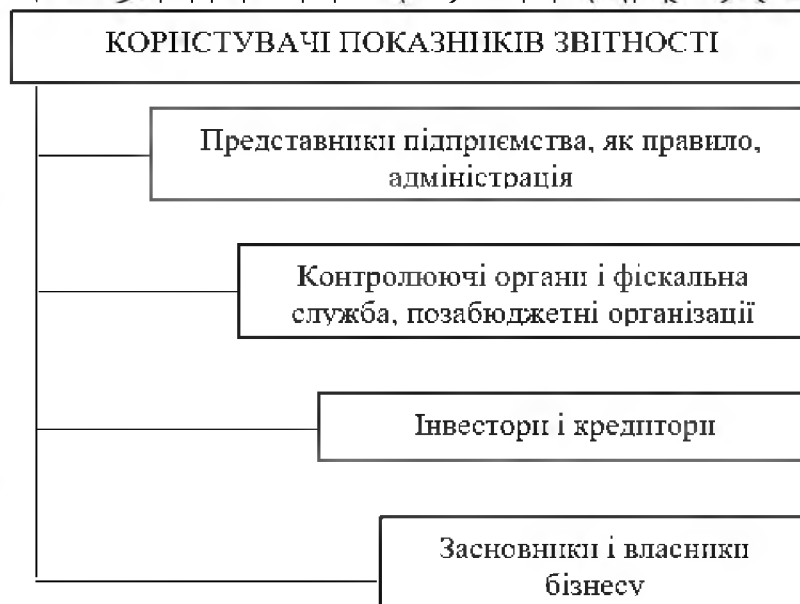 КОРИСТУВАЧІ ПОКАЗНИКІВ ЗВІТНОСТІ
Представники підприємства, як правило,
адміністрація
Контролюючі органи і фіскальна
служба, позабюджетні організації
Інвестори і кредитори
Засновники і власники
бізнесу